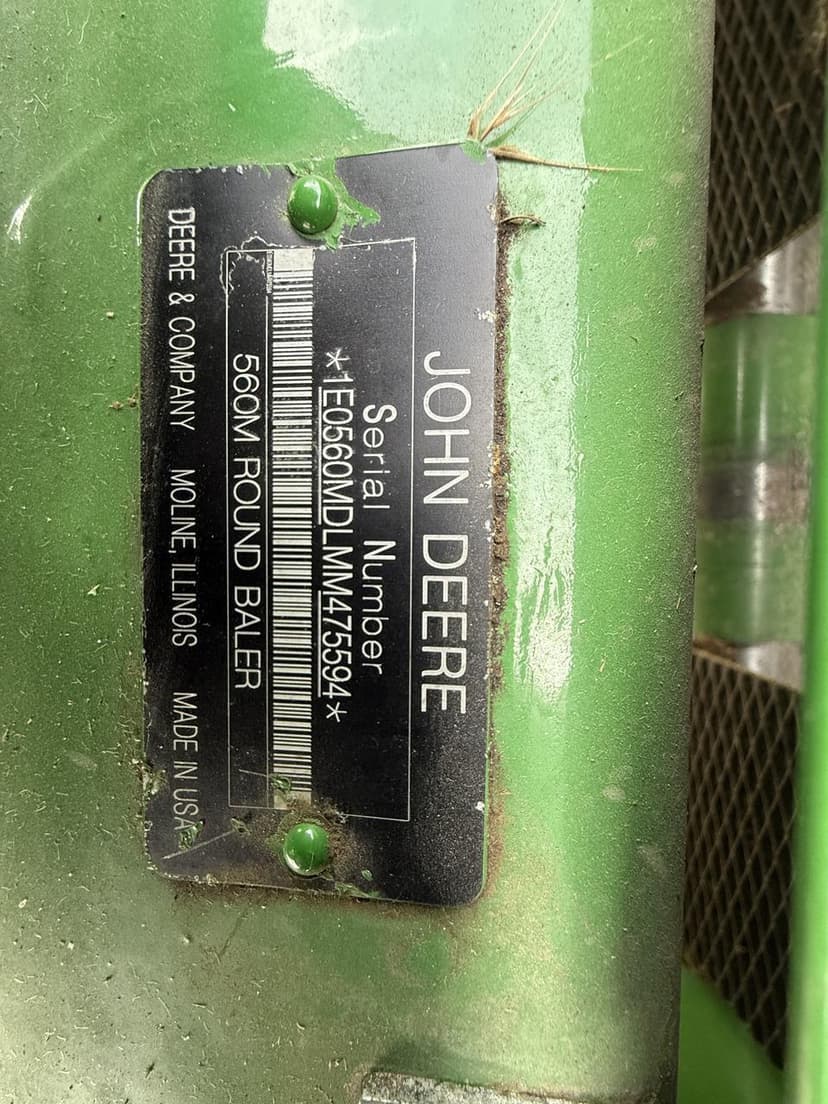 JOHN DEERE
Serial Number
*1E0560MDLMM475594*
560M ROUND BALER
DEERE & COMPANY MOLINE, ILLINOIS MADE IN USA